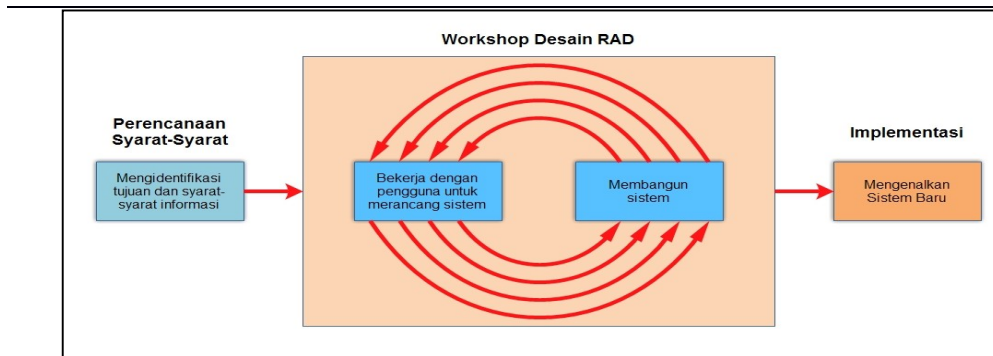 Workshop Desain RAD
Perencanaan
Syarat-Syarat
Mengidentifikasi
tujuan dan syarat-
syarat informasi
Bekerja dengan
pengguna untuk
merancang sistem
Membangun
sistem
Implementasi
Mengenalkan
Sistem Baru